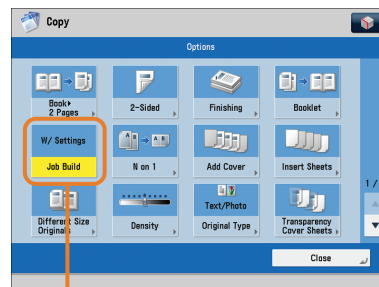 Copy
Options
Book▸
2 Pages
2-Sided
Finishing
Booklet
W/ Settings
Job Build
N on 1
Add Cover
Insert Sheets
1 /
Different Size
Originals
Density
Text/Photo
Original Type
Transparency
Cover Sheets
Close